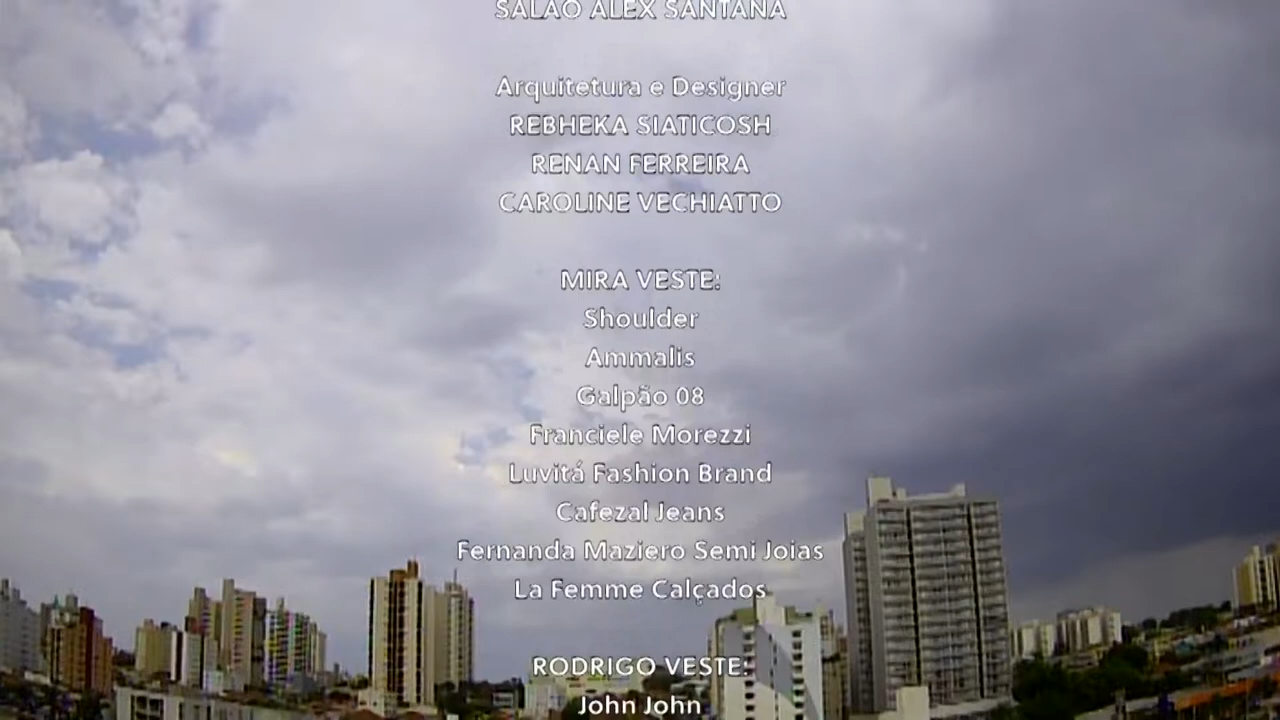 SALÃO ALEX SANTANA
Arquitetura e Designer
REBHEKA SIATICOSH
RENAN FERREIRA
CAROLINE VECHIATTO
MIRA VESTE:
Shoulder
Ammalis
Galpão 08
Franciele Morezzi
Luvitá Fashion Brand
Cafezal Jeans
Fernanda Maziero Semi Joias
La Femme Calçados
RODRIGO VESTE:
John John